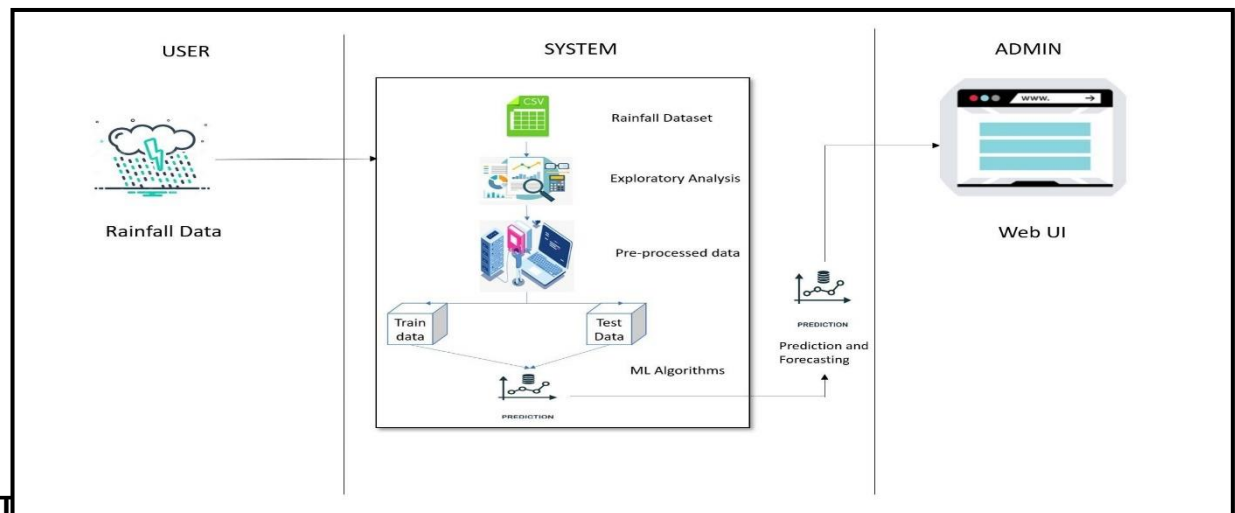 USER
SYSTEM
ADMIN
CSV
Rainfall Dataset
www.
Exploratory Analysis
Rainfall Data
Web UI
Pre-processed data
Train
data
Test
Data
PREDICTION
Prediction and
Forecasting
ML Algorithms
PREDICTION
T